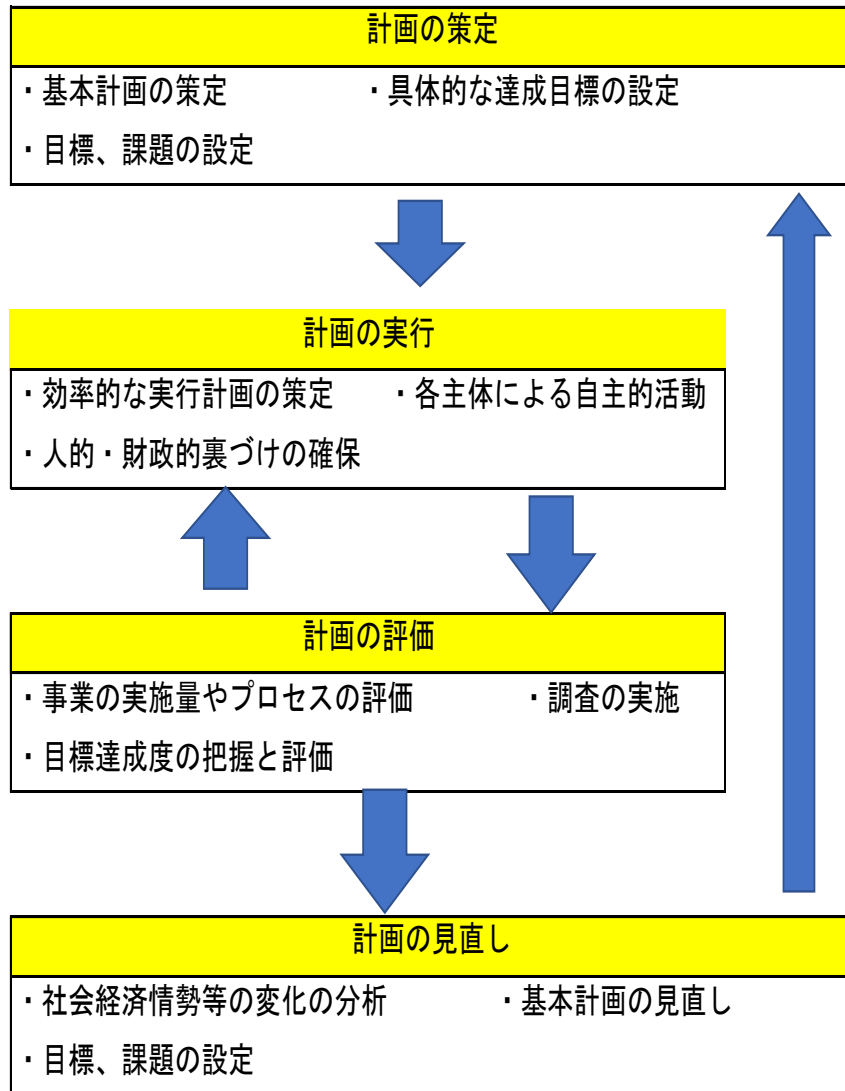 計画の策定
・基本計画の策定　　　　・具体的な達成目標の設定
・目標、課題の設定
計画の実行
・効率的な実行計画の策定　　・各主体による自主的活動
・人的・財政的裏づけの確保
計画の評価
・事業の実施量やプロセスの評価　　　　・調査の実施
・目標達成度の把握と評価
計画の見直し
・社会経済情勢等の変化の分析　　　　・基本計画の見直し
・目標、課題の設定